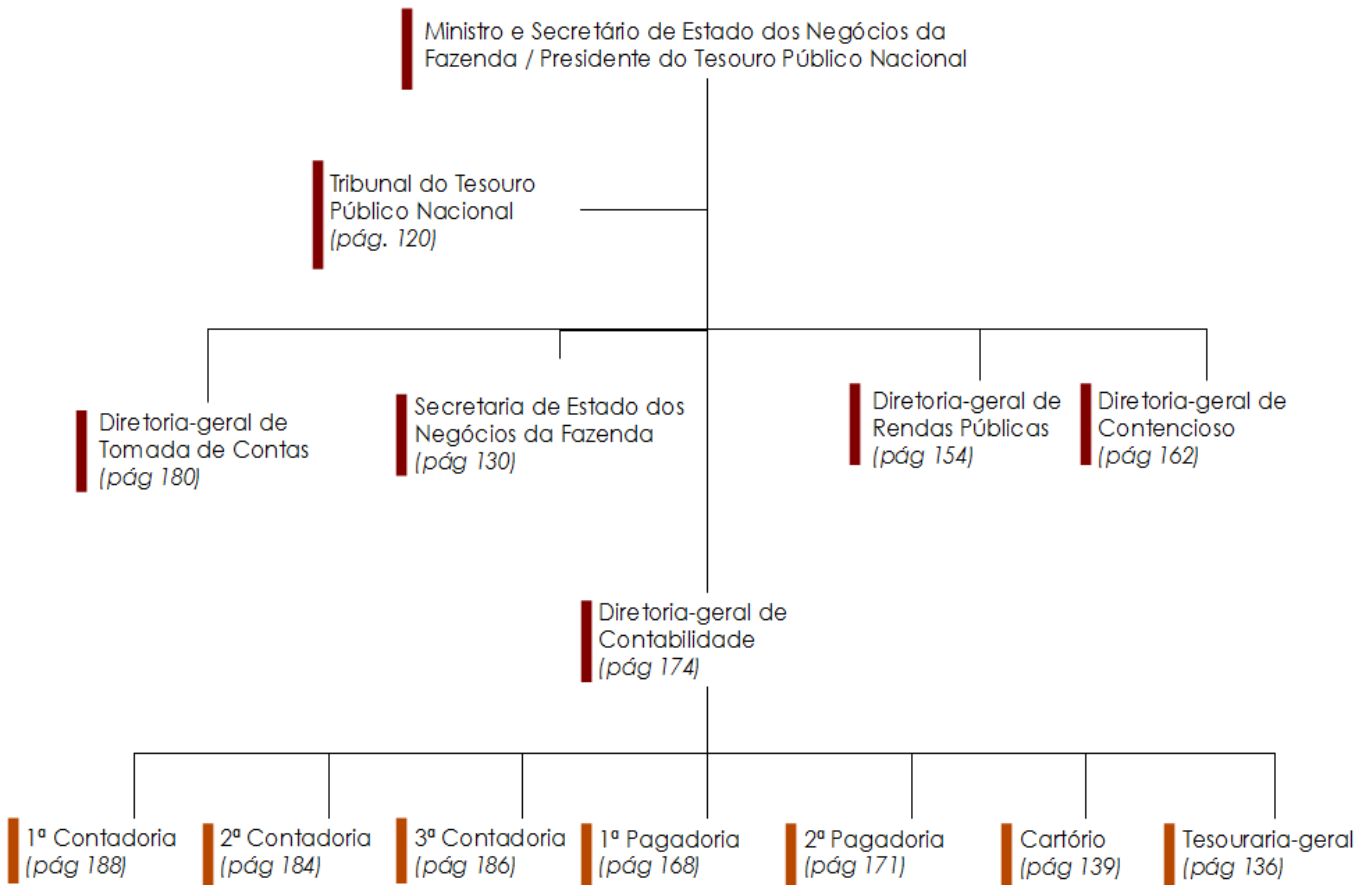 Ministro e Secretário de Estado dos Negócios da
Fazenda / Presidente do Tesouro Público Nacional
Tribunal do Tesouro
Público Nacional
(pág. 120)
Diretoria-geral de
Tomada de Contas
(pág 180)
Secretaria de Estado dos
Negócios da Fazenda
(pág 130)
Diretoria-geral de
Rendas Públicas
(pág 154)
Diretoria-geral de
Contencioso
(pág 162)
Diretoria-geral de
Contabilidade
(pág 174)
1ª Contadoria
(pág 188)
2ª Contadoria
(pág 184)
3ª Contadoria
(pág 186)
1ª Pagadoria
(pág 168)
2ª Pagadoria
(pág 171)
Cartório
(pág 139)
Tesouraria-geral
(pág 136)